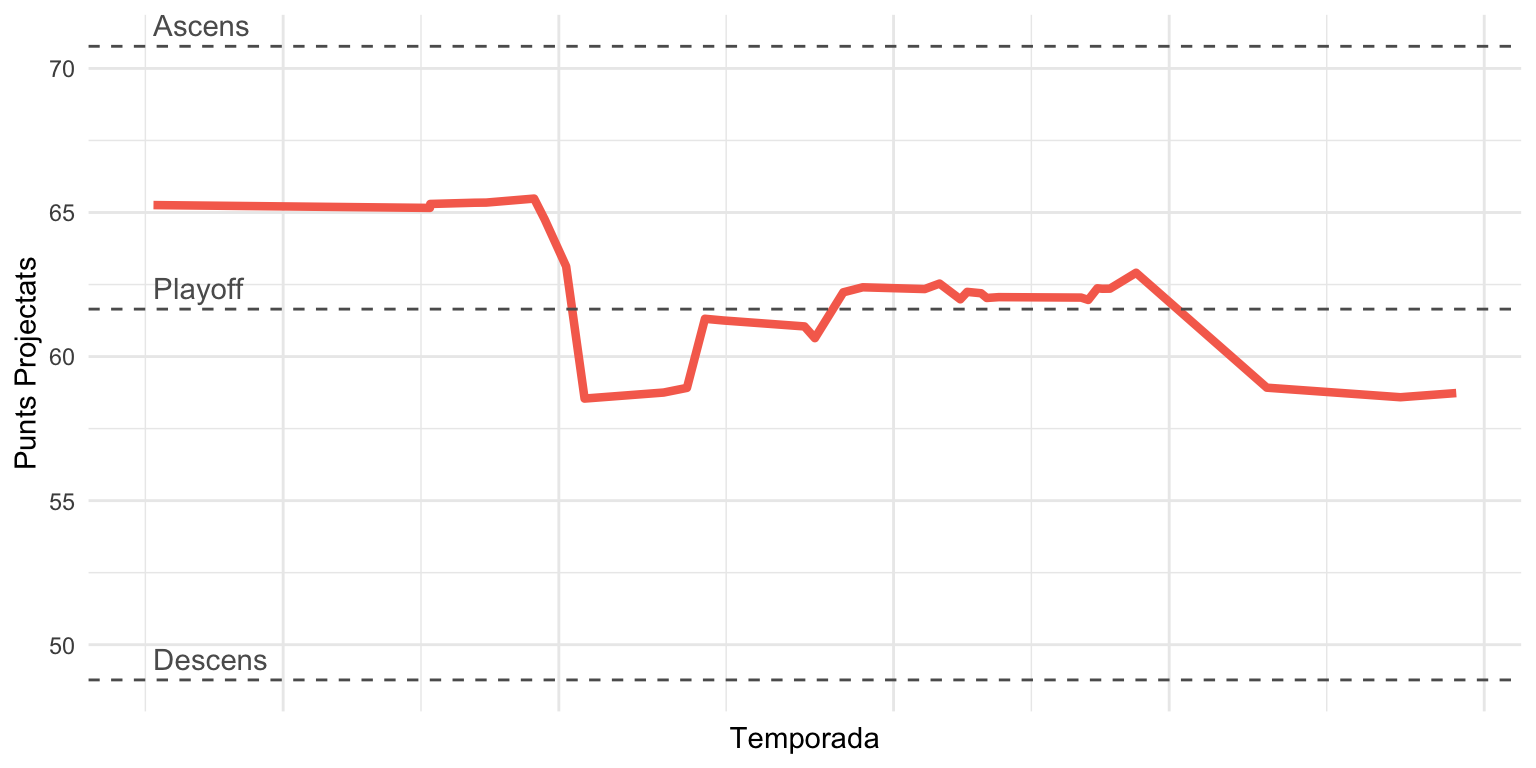 Ascens
70
65
Playoff
60
55
50
Descens
Punts Projectats
Temporada